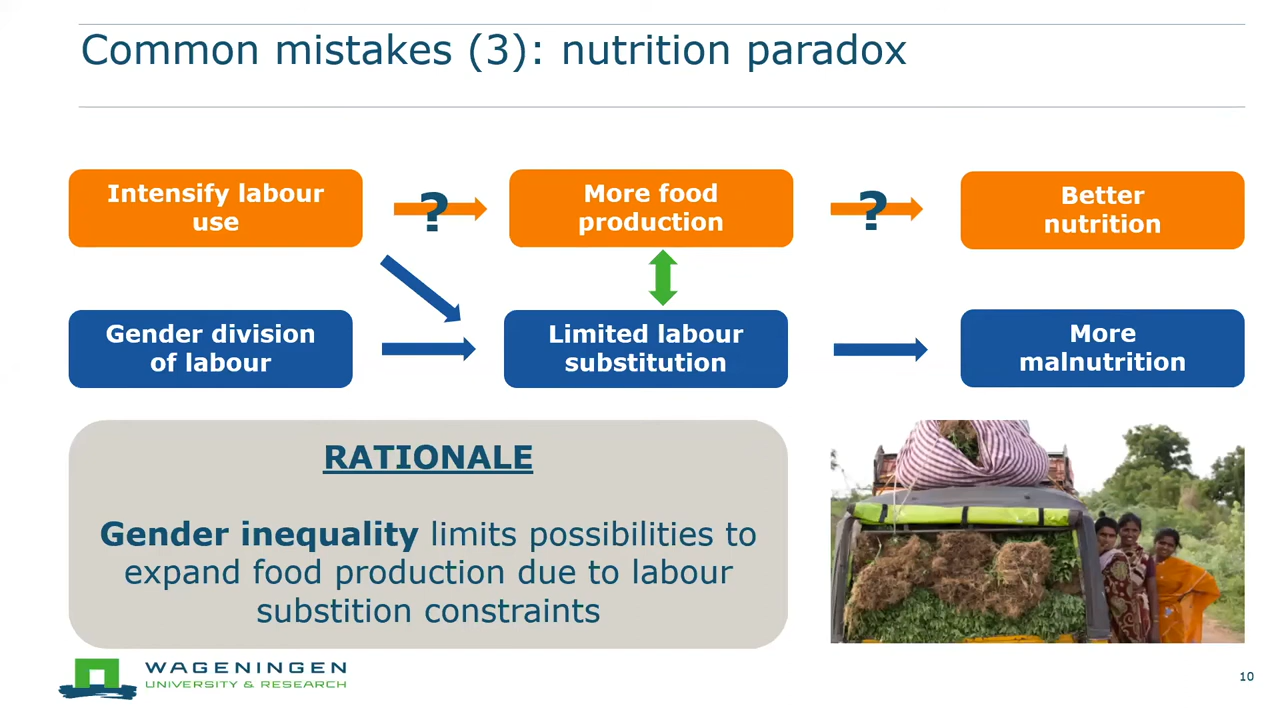 Common mistakes (3): nutrition paradox
Intensify labour
use
?
More food
production
?
Better
nutrition
Gender division
of labour
Limited labour
substitution
More
malnutrition
RATIONALE
Gender inequality limits possibilities to
expand food production due to labour
substition constraints
WAGENINGEN
UNIVERSITY & RESEARCH
10